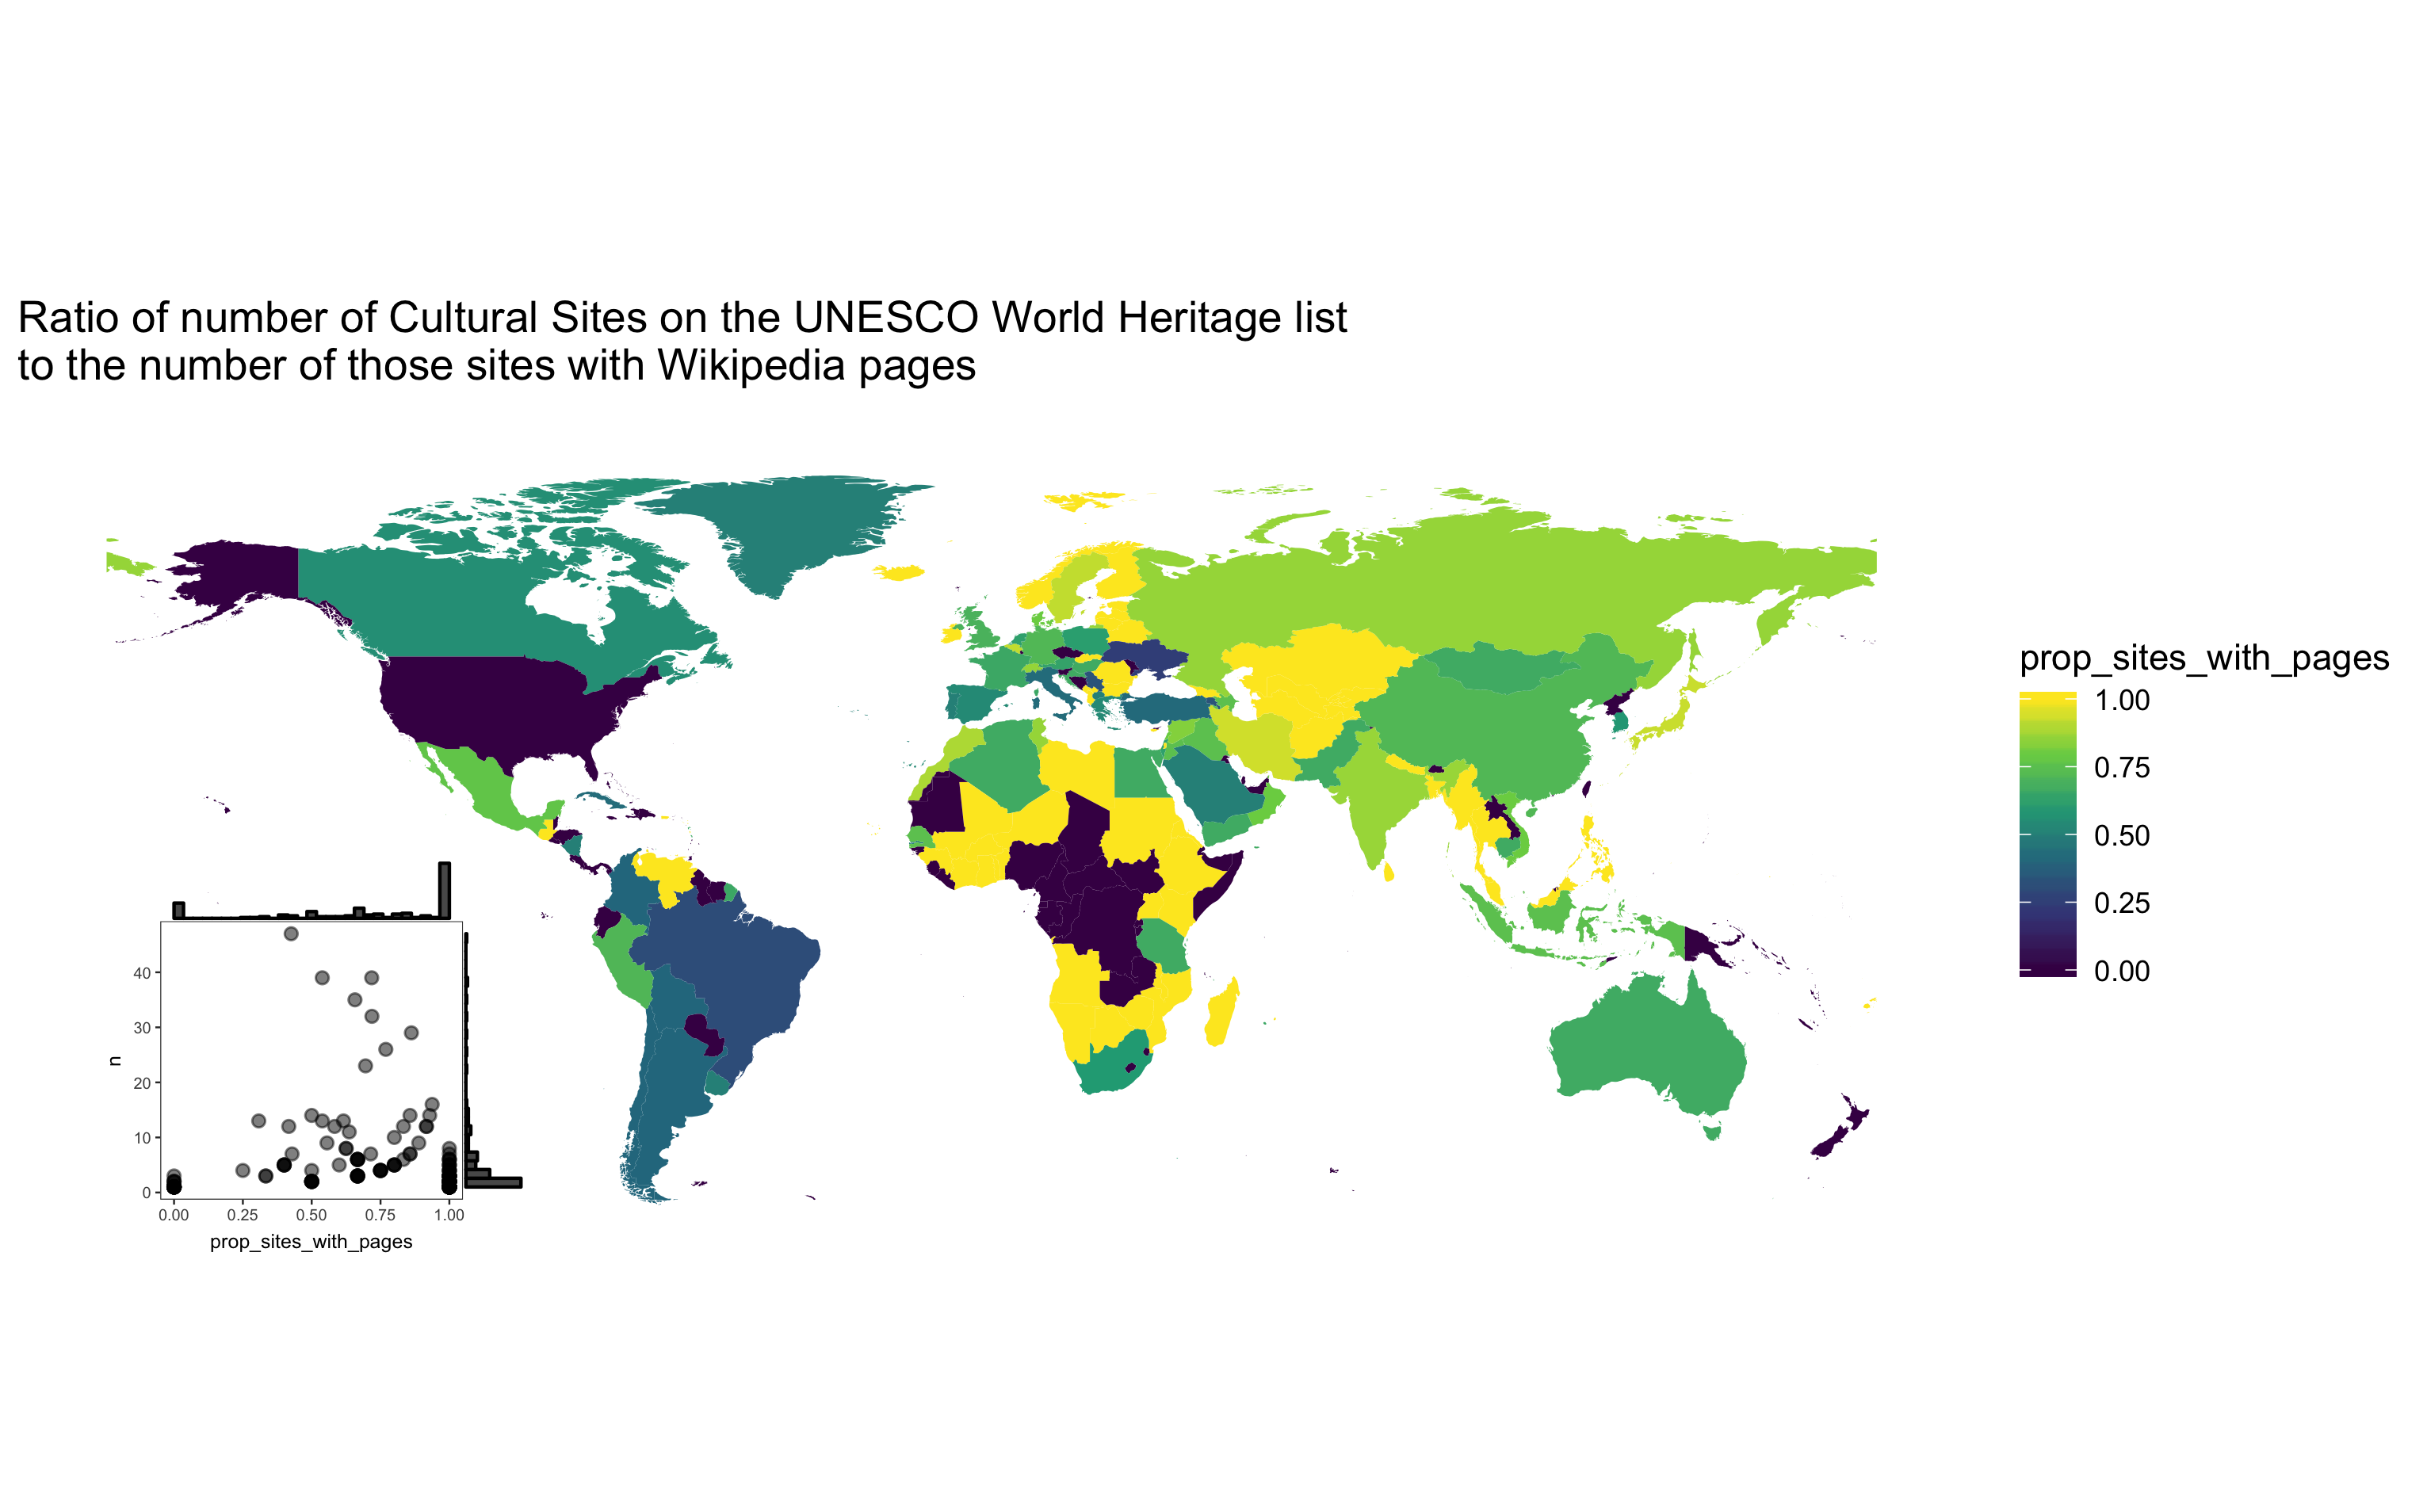 Ratio of number of Cultural Sites on the UNESCO World Heritage list
to the number of those sites with Wikipedia pages
prop_sites_with_pages
1.00
0.75
0.50
0.25
0.00
n
40
30
20
10
0
0.00 0.25 0.50 0.75 1.00
prop_sites_with_pages